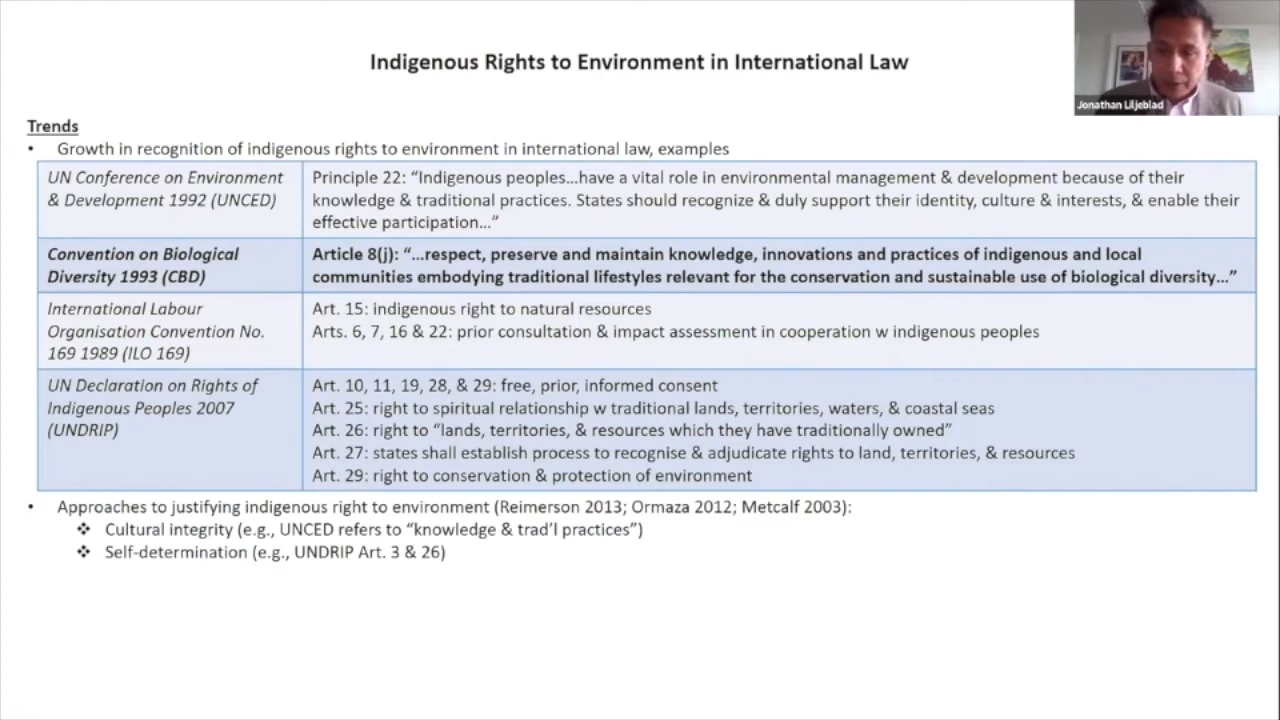 Indigenous Rights to Environment in International Law
Jonathan Liljeblad
Trends
• Growth in recognition of indigenous rights to environment in international law, examples
UN Conference on Environment
& Development 1992 (UNCED)
Principle 22: “Indigenous peoples…have a vital role in environmental management & development because of their
knowledge & traditional practices. States should recognize & duly support their identity, culture & interests, & enable their
effective participation…”
Convention on Biological
Diversity 1993 (CBD)
Article 8(j): “…respect, preserve and maintain knowledge, innovations and practices of indigenous and local
communities embodying traditional lifestyles relevant for the conservation and sustainable use of biological diversity…”
International Labour
Organisation Convention No.
169 1989 (ILO 169)
Art. 15: indigenous right to natural resources
Arts. 6, 7, 16 & 22: prior consultation & impact assessment in cooperation w indigenous peoples
UN Declaration on Rights of
Indigenous Peoples 2007
(UNDRIP)
Art. 10, 11, 19, 28, & 29: free, prior, informed consent
Art. 25: right to spiritual relationship w traditional lands, territories, waters, & coastal seas
Art. 26: right to “lands, territories, & resources which they have traditionally owned”
Art. 27: states shall establish process to recognise & adjudicate rights to land, territories, & resources
Art. 29: right to conservation & protection of environment
• Approaches to justifying indigenous right to environment (Reimerson 2013; Ormaza 2012; Metcalf 2003):
❖ Cultural integrity (e.g., UNCED refers to “knowledge & trad’l practices”)
❖ Self-determination (e.g., UNDRIP Art. 3 & 26)